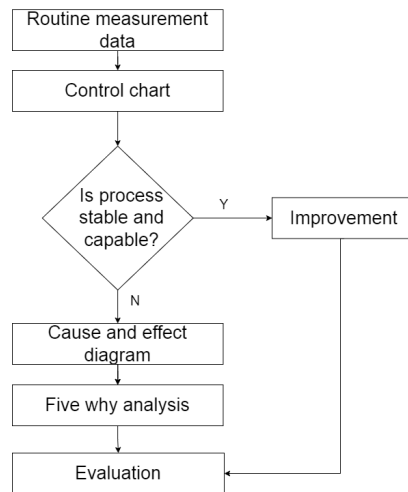 Routine measurement
data
Control chart
Is process
stable and
capable?
Y
Improvement
N
Cause and effect
diagram
Five why analysis
Evaluation